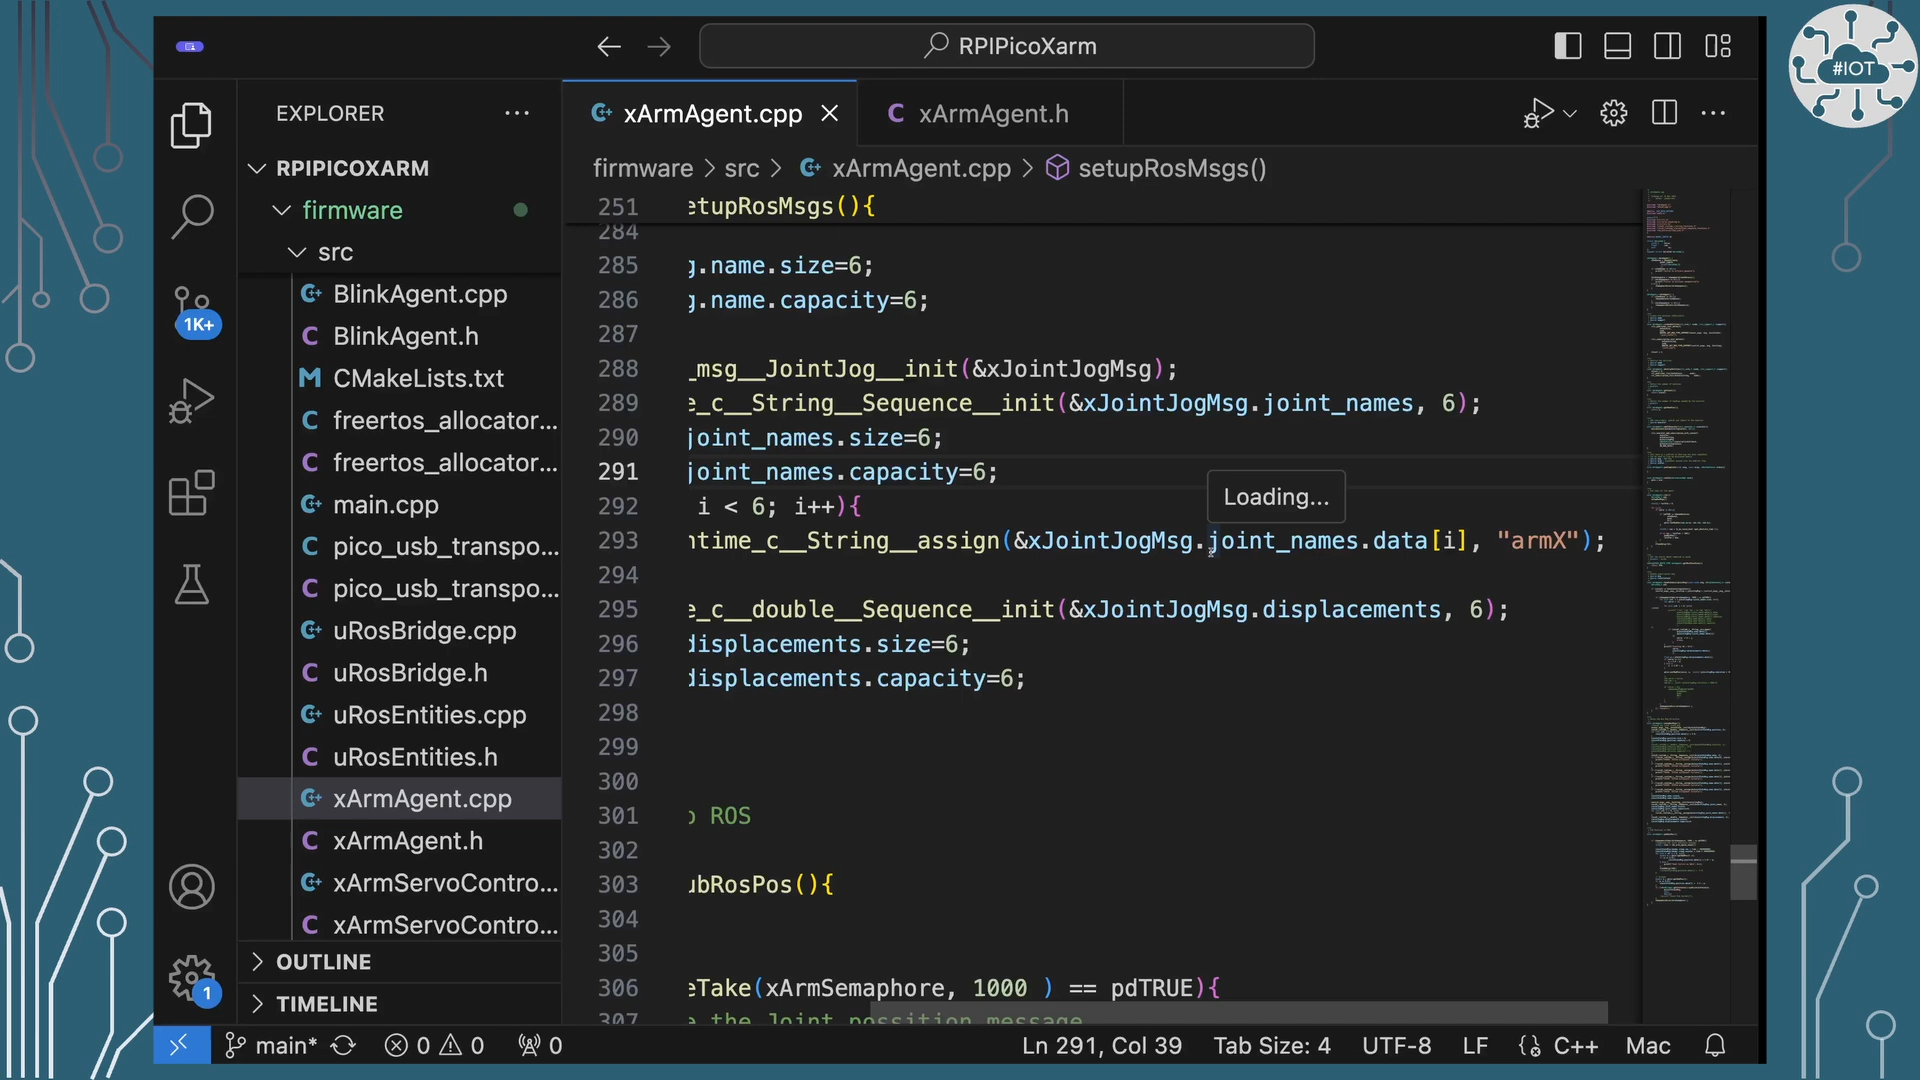 RPIPicoXarm
#IOT
EXPLORER
xArmAgent.cpp
xArmAgent.h
RPIPICOXARM
firmware > src > xArmAgent.cpp > setupRosMsgs()
firmware
src
BlinkAgent.cpp
BlinkAgent.h
CMakeLists.txt
freertos_allocator...
freertos_allocator...
main.cpp
pico_usb_transpo...
pico_usb_transpo...
uRosBridge.cpp
uRosBridge.h
uRosEntities.cpp
uRosEntities.h
xArmAgent.cpp
xArmAgent.h
xArmServoContro...
xArmServoContro...
OUTLINE
TIMELINE
1K+
1
251 etupRosMsgs(){
284
285 g.name.size=6;
286 g.name.capacity=6;
287
288 _msg__JointJog__init(&xJointJogMsg);
289 e_c__String__Sequence__init(&xJointJogMsg.joint_names, 6);
290 joint_names.size=6;
291 joint_names.capacity=6;
Loading...
292 i < 6; i++){
293 ntime_c__String__assign(&xJointJogMsg.joint_names.data[i], "armX");
294
295 e_c__double__Sequence__init(&xJointJogMsg.displacements, 6);
296 displacements.size=6;
297 displacements.capacity=6;
298
299
300
301 o ROS
302
303 ubRosPos(){
304
305
306 eTake(xArmSemaphore, 1000 ) == pdTRUE){
307 e the Joint possition message
main* 0 0 0 Ln 291, Col 39 Tab Size: 4 UTF-8 LF C++ Mac